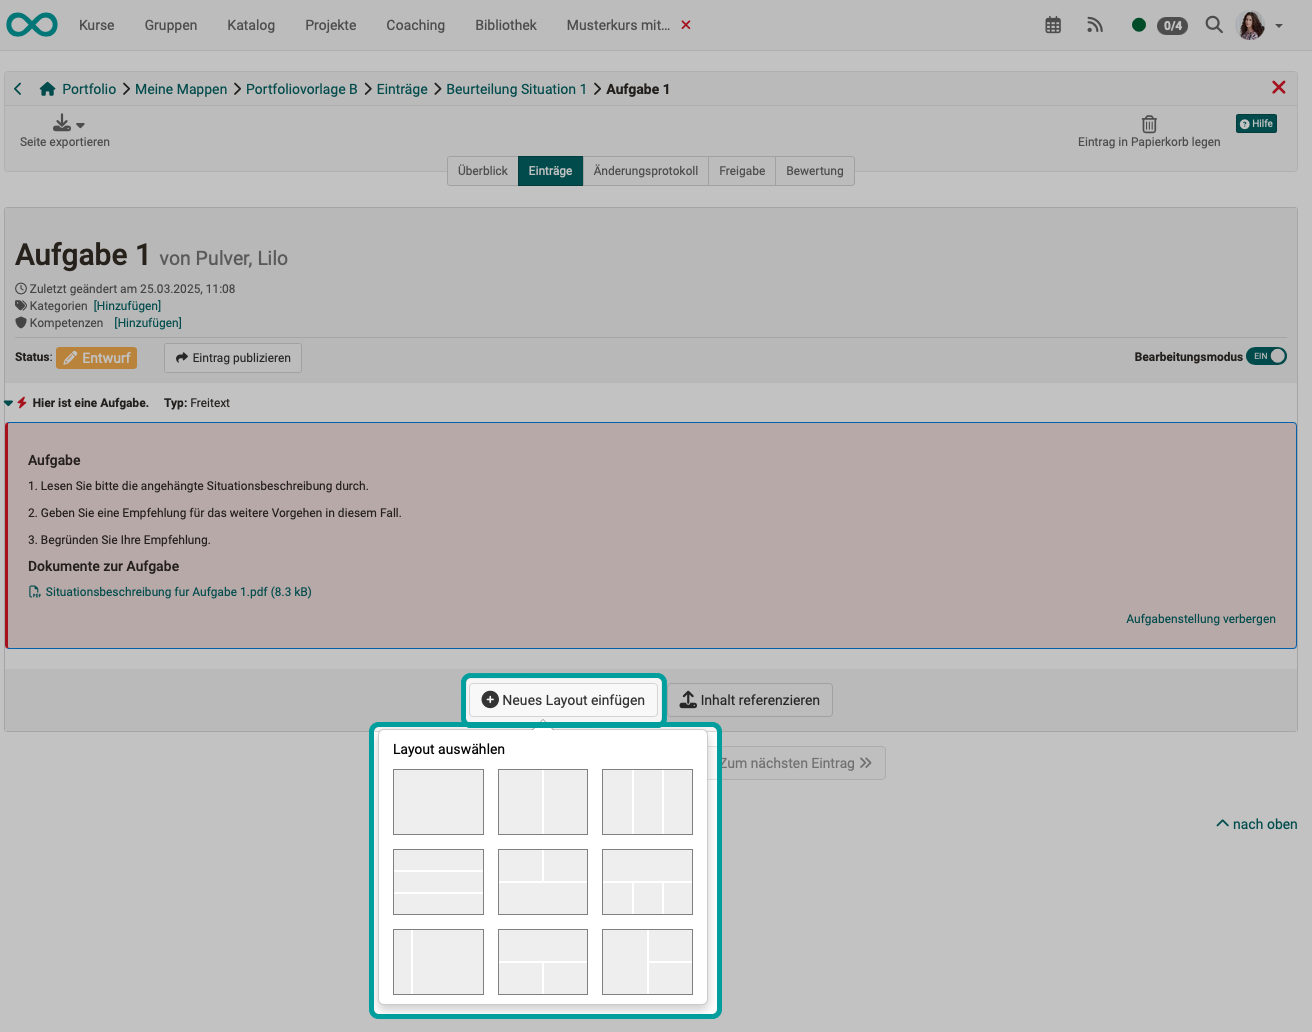 Kurse Gruppen Katalog Projekte Coaching Bibliothek Musterkurs mit... 0/4
Portfolio Meine Mappen Portfoliovorlage B Einträge Beurteilung Situation 1 Aufgabe 1
Seite exportieren
Eintrag in Papierkorb legen
Hilfe
Überblick Einträge Änderungsprotokoll Freigabe Bewertung
Aufgabe 1 von Pulver, Lilo
Zuletzt geändert am 25.03.2025, 11:08
Kategorien [Hinzufügen]
Kompetenzen [Hinzufügen]
Status: Entwurf Eintrag publizieren Bearbeitungsmodus EIN
Hier ist eine Aufgabe. Typ: Freitext
Aufgabe
1. Lesen Sie bitte die angehängte Situationsbeschreibung durch.
2. Geben Sie eine Empfehlung für das weitere Vorgehen in diesem Fall.
3. Begründen Sie Ihre Empfehlung.
Dokumente zur Aufgabe
Situationsbeschreibung fur Aufgabe 1.pdf (8.3 kB)
Aufgabenstellung verbergen
Neues Layout einfügen Inhalt referenzieren
Layout auswählen
Zum nächsten Eintrag
nach oben